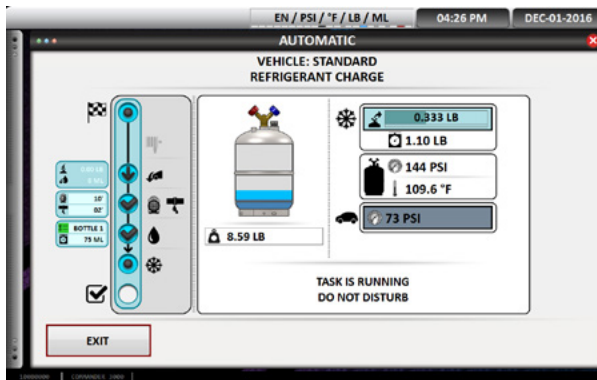 EN / PSI / °F / LB / ML
04:26 PM
DEC-01-2016
AUTOMATIC
VEHICLE: STANDARD
REFRIGERANT CHARGE
0.333 LB
1.10 LB
144 PSI
109.6 °F
73 PSI
10'
02'
BOTTLE 1
75 ML
8.59 LB
TASK IS RUNNING
DO NOT DISTURB
EXIT